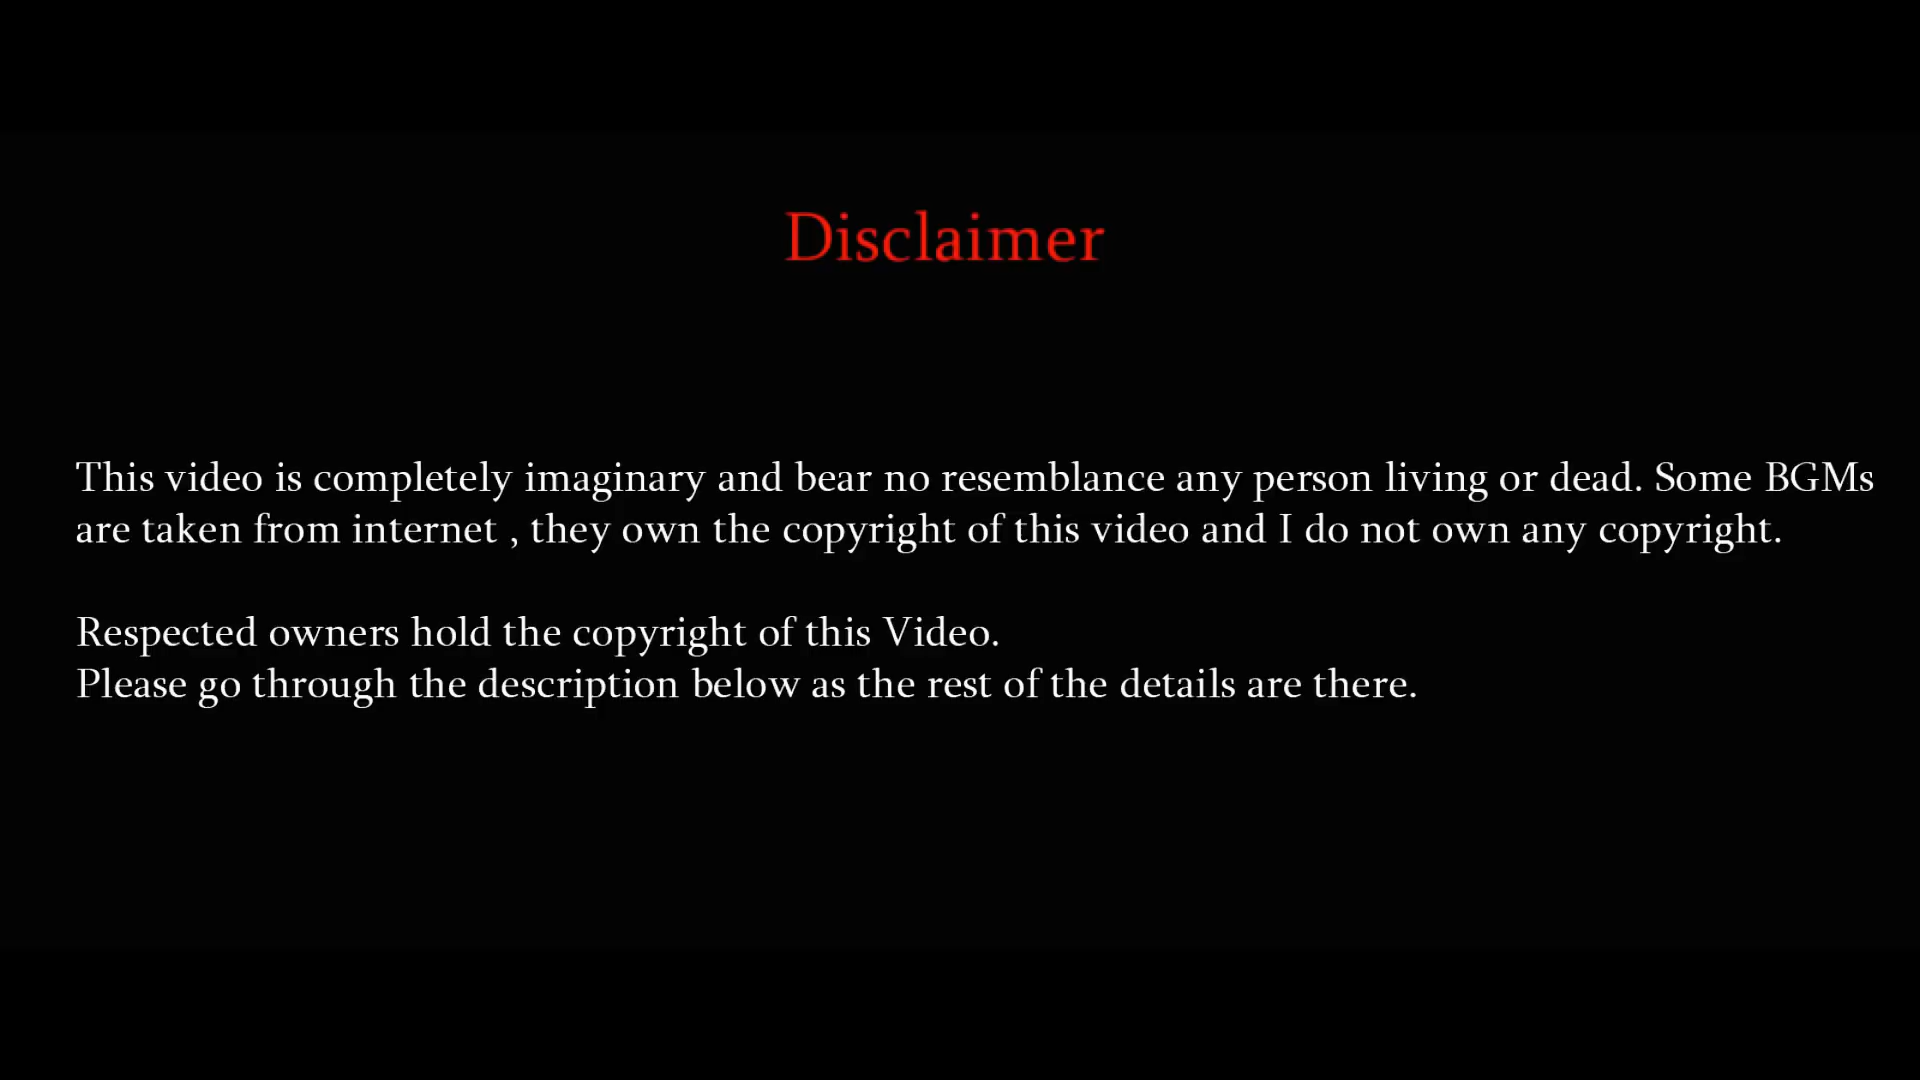 Disclaimer
This video is completely imaginary and bear no resemblance any person living or dead. Some BGMs
are taken from internet , they own the copyright of this video and I do not own any copyright.
Respected owners hold the copyright of this Video.
Please go through the description below as the rest of the details are there.